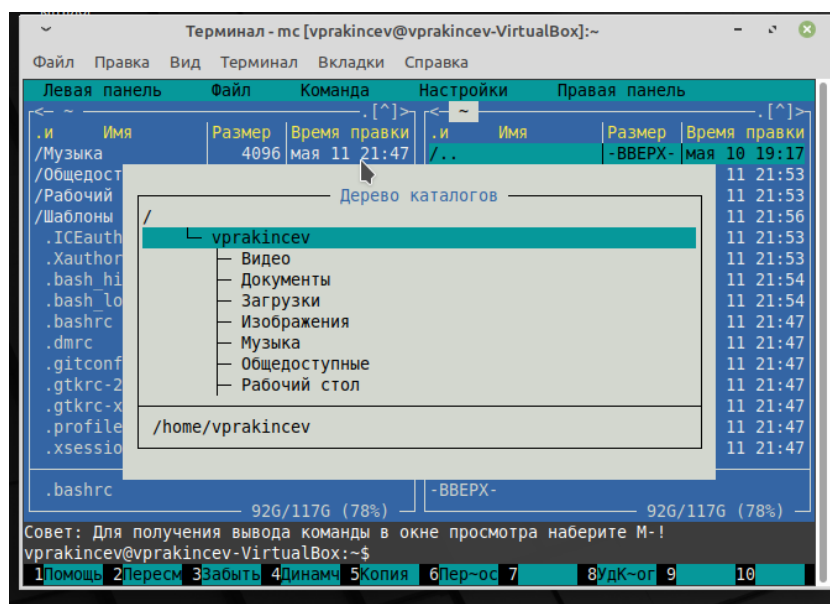 Терминал - mc [vprakincev@vprakincev-VirtualBox]:~
Файл Правка Вид Терминал Вкладки Справка
Левая панель Файл Команда Настройки Правая панель
<- ~ .[^]> <- ~ .[^]>
.и Имя Размер Время правки .и Имя Размер Время правки
/Музыка 4096 мая 11 21:47 /.. -ВВЕРХ- мая 10 19:17
/Общедост 11 21:53
/Рабочий Дерево каталогов 11 21:53
/Шаблоны / 11 21:56
.ICEauth vprakincev 11 21:53
.Xauthor Видео 11 21:53
.bash_hi Документы 11 21:54
.bash_lo Загрузки 11 21:54
.bashrc Изображения 11 21:47
.dmrc Музыка 11 21:47
.gitconf Общедоступные 11 21:47
.gtkrc-2 Рабочий стол 11 21:47
.gtkrc-x 11 21:47
.profile /home/vprakincev 11 21:47
.xsessio 11 21:47
.bashrc -ВВЕРХ-
92G/117G (78%) 92G/117G (78%)
Совет: Для получения вывода команды в окне просмотра наберите M-!
vprakincev@vprakincev-VirtualBox:~$
1Помощь 2Пересм 3Забыть 4Динамч 5Копия 6Пер~ос 7 8УдК~ог 9 10